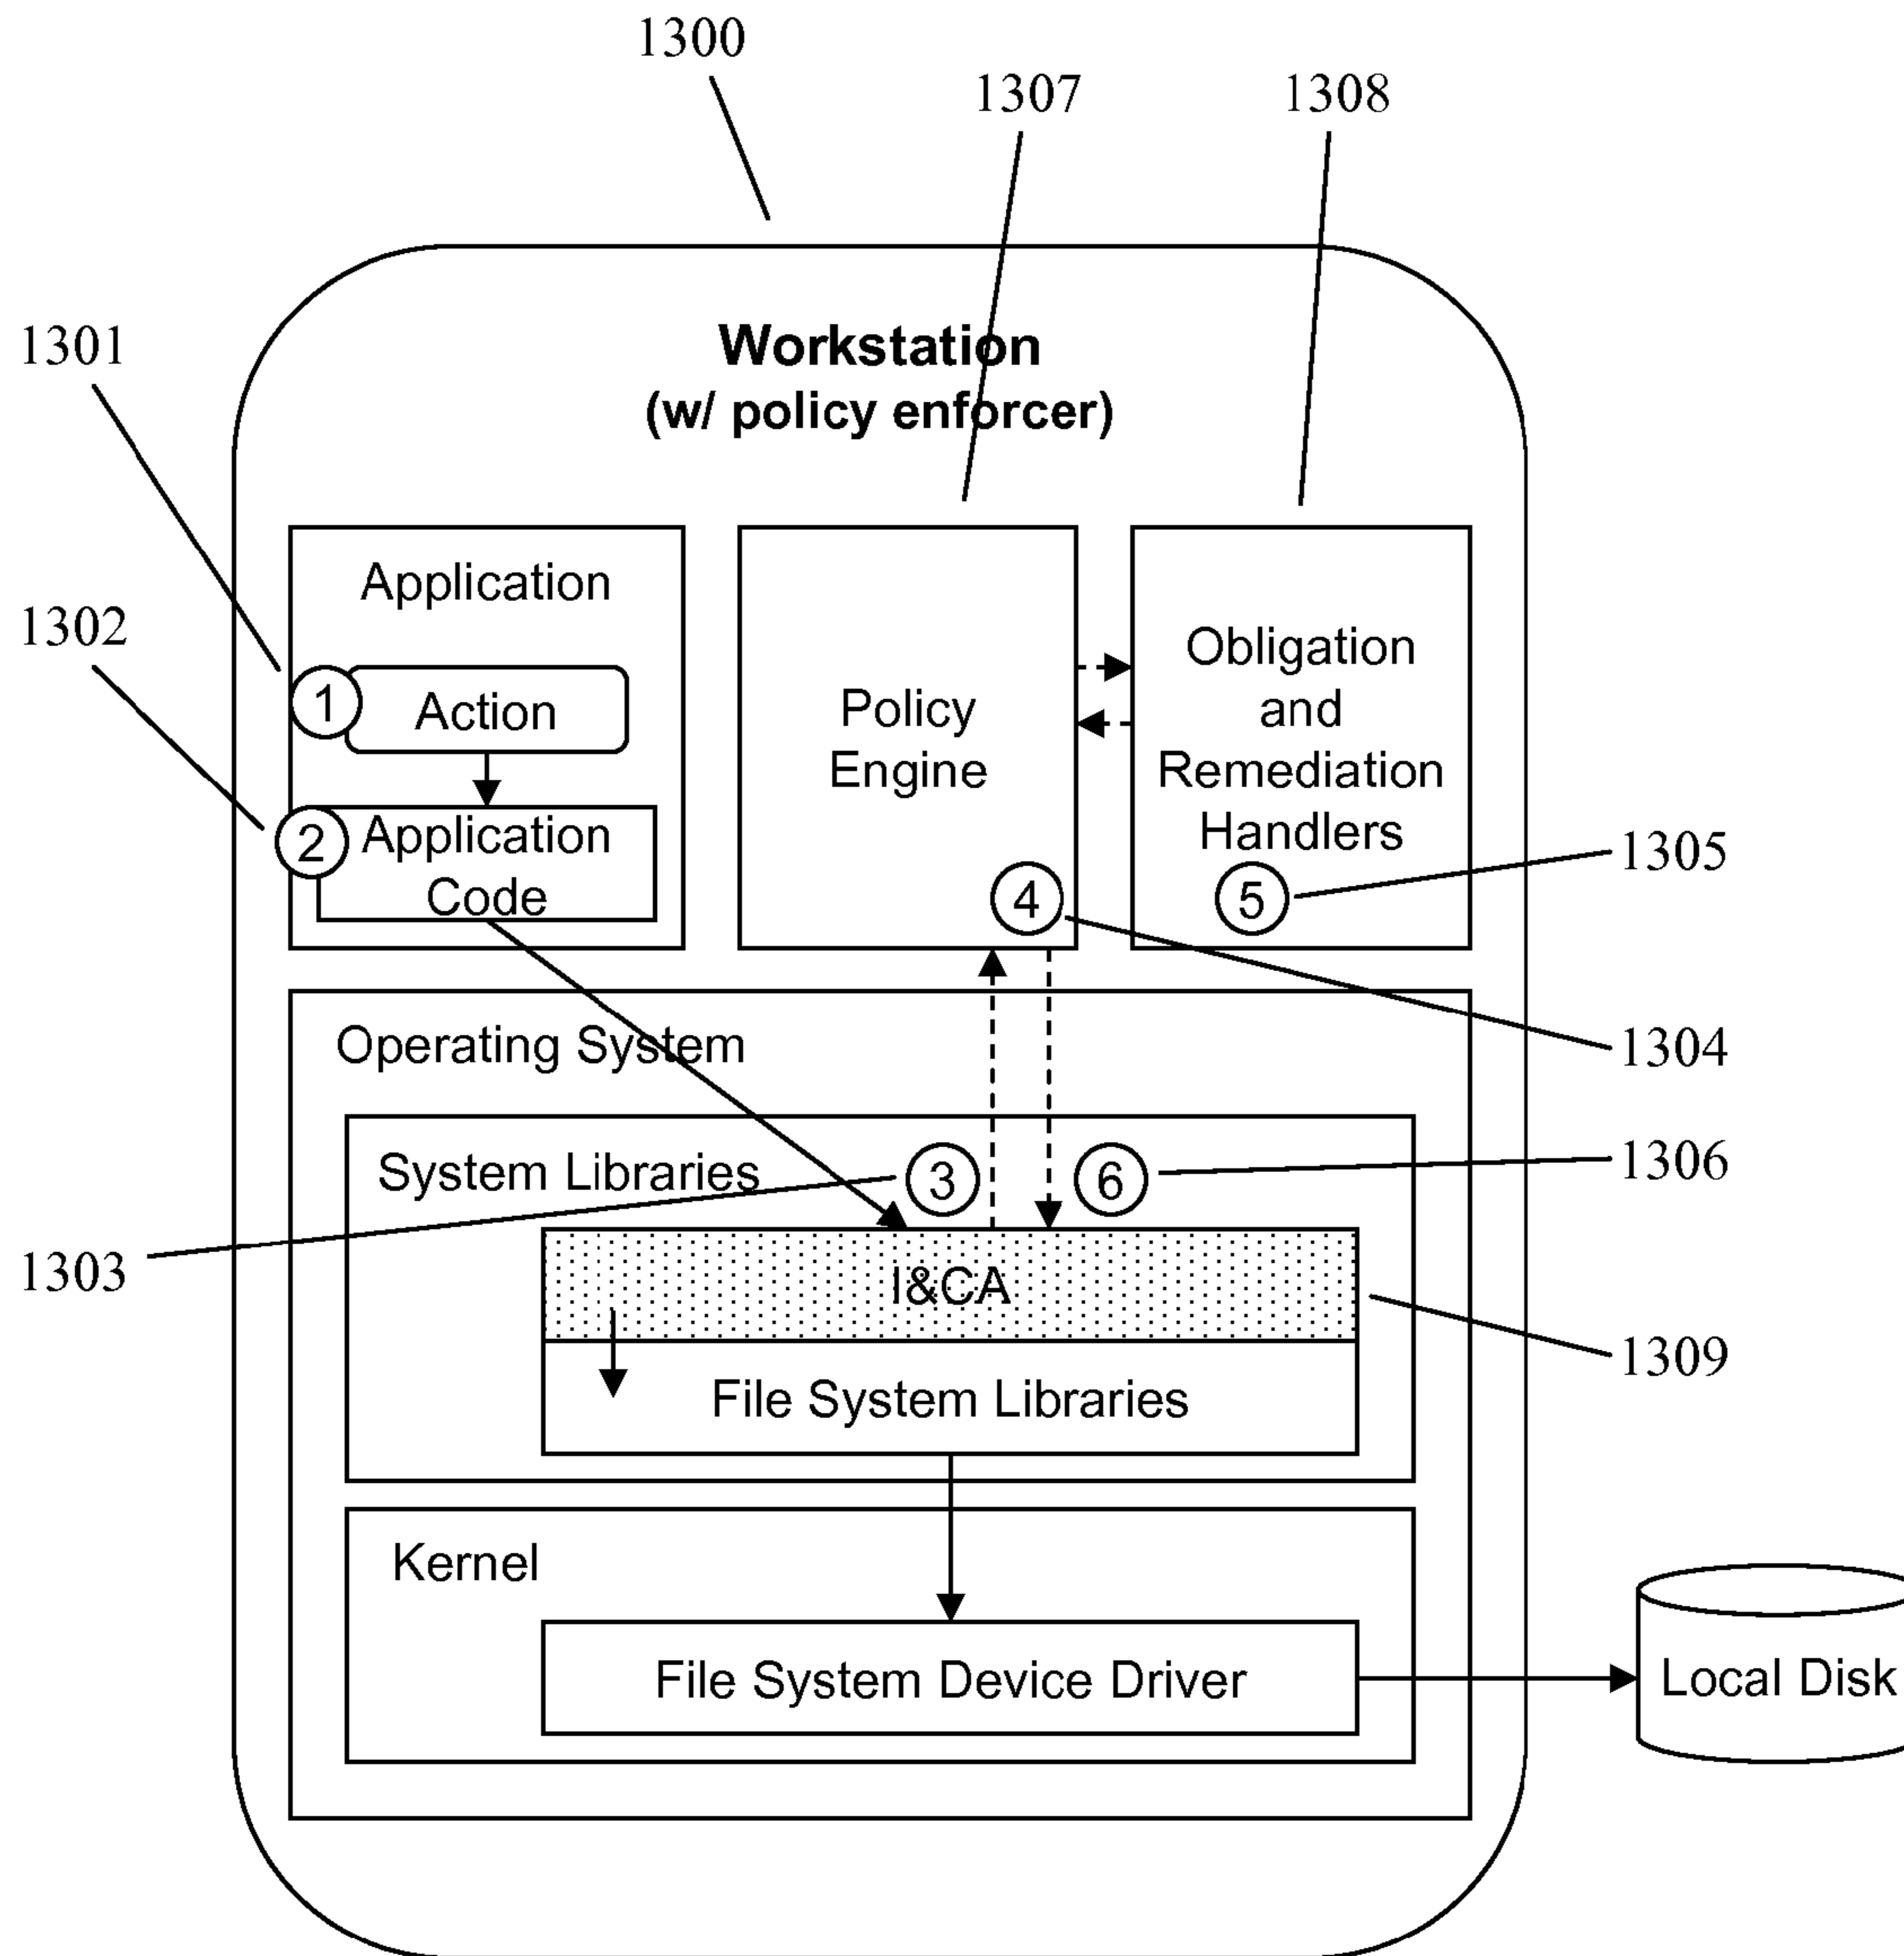 1300
1307
1308
1301
Workstation
(w/ policy enforcer)
1302
Application
1
Action
2
Application
Code
Policy
Engine
4
Obligation
and
Remediation
Handlers
5
1305
1304
Operating System
System Libraries
3
6
1306
1303
I&CA
1309
File System Libraries
Kernel
File System Device Driver
Local Disk